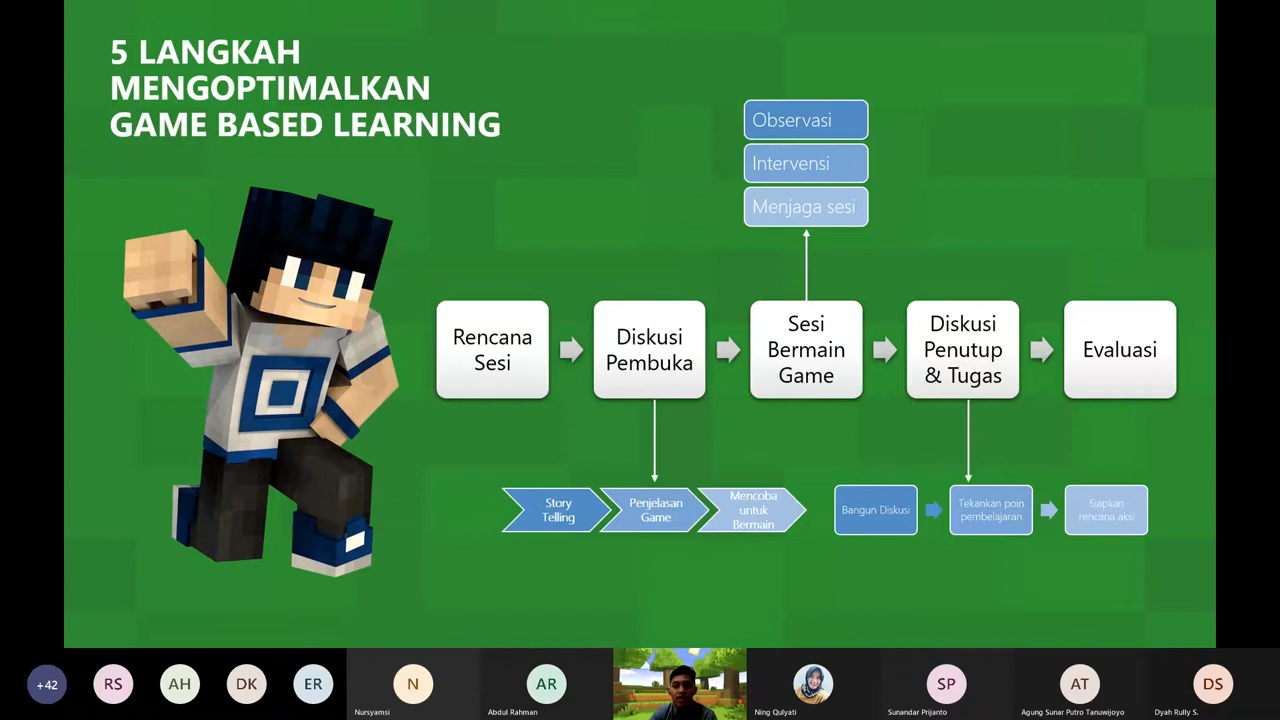 5 LANGKAH
MENGOPTIMALKAN
GAME BASED LEARNING
Observasi
Intervensi
Menjaga sesi
Rencana
Sesi
Diskusi
Pembuka
Sesi
Bermain
Game
Diskusi
Penutup
& Tugas
Evaluasi
Story
Telling
Penjelasan
Game
Mencoba
untuk
Bermain
Bangun Diskusi
Tekankan poin
pembelajaran
Siapkan
rencana aksi
+42
RS
AH
DK
ER
N
Nursyamsi
AR
Abdul Rahman
Ning Qulyati
SP
Sunandar Prijanto
AT
Agung Sunar Putro Tanuwijoyo
DS
Dyah Rully S.